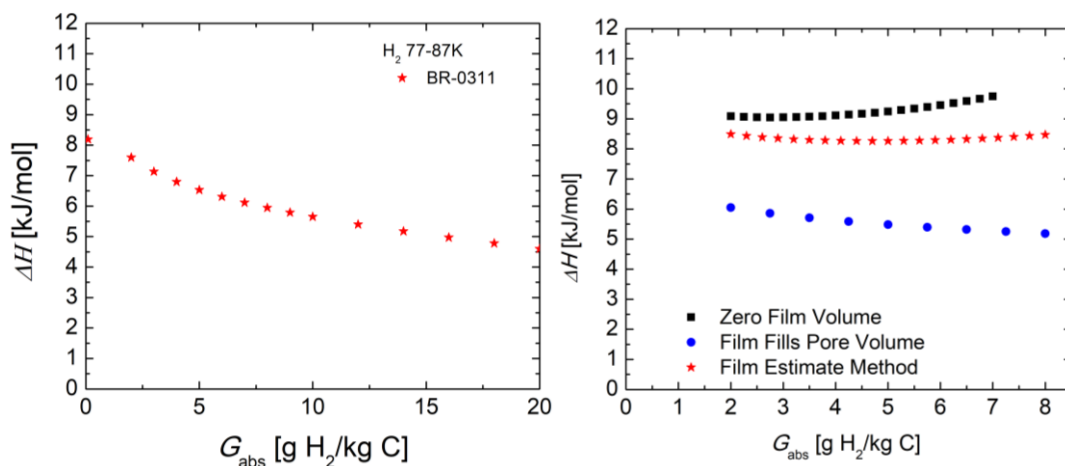 12
11
10
9
8
7
6
5
4
3
2
1
0
ΔH [kJ/mol]
H₂ 77-87K
BR-0311
0 5 10 15 20
G_abs [g H₂/kg C]
12
11
10
9
8
7
6
5
4
3
2
1
0
ΔH [kJ/mol]
Zero Film Volume
Film Fills Pore Volume
Film Estimate Method
0 1 2 3 4 5 6 7 8
G_abs [g H₂/kg C]